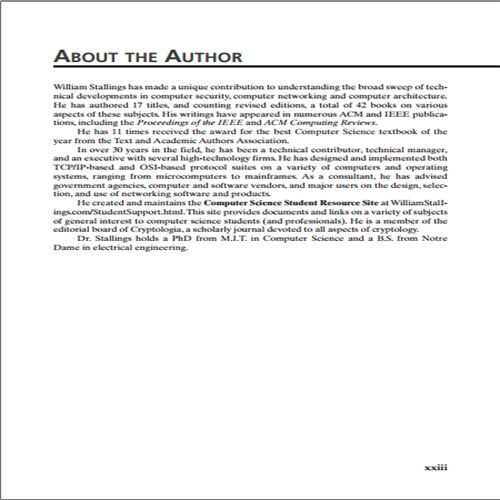 ABOUT THE AUTHOR
William Stallings has made a unique contribution to understanding the broad sweep of tech-
nical developments in computer security, computer networking and computer architecture.
He has authored 17 titles, and counting revised editions, a total of 42 books on various
aspects of these subjects. His writings have appeared in numerous ACM and IEEE publica-
tions, including the Proceedings of the IEEE and ACM Computing Reviews.
He has 11 times received the award for the best Computer Science textbook of the
year from the Text and Academic Authors Association.
In over 30 years in the field, he has been a technical contributor, technical manager,
and an executive with several high-technology firms. He has designed and implemented both
TCP/IP-based and OSI-based protocol suites on a variety of computers and operating
systems, ranging from microcomputers to mainframes. As a consultant, he has advised
government agencies, computer and software vendors, and major users on the design, selec-
tion, and use of networking software and products.
He created and maintains the Computer Science Student Resource Site at WilliamStall-
ings.com/StudentSupport.html. This site provides documents and links on a variety of subjects
of general interest to computer science students (and professionals). He is a member of the
editorial board of Cryptologia, a scholarly journal devoted to all aspects of cryptology.
Dr. Stallings holds a PhD from M.I.T. in Computer Science and a B.S. from Notre
Dame in electrical engineering.
xxiii